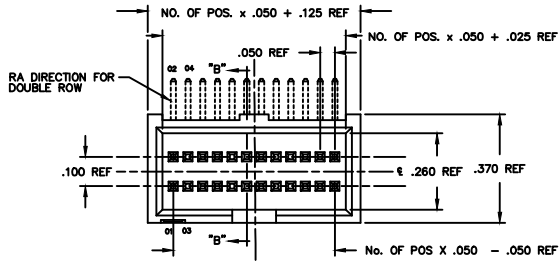 NO. OF POS. x .050 + .125 REF
NO. OF POS. x .050 + .025 REF
.050 REF
RA DIRECTION FOR
DOUBLE ROW
02 04
"B"
.100 REF
℄ .260 REF
.370 REF
01 03
"B"
No. OF POS X .050 - .050 REF